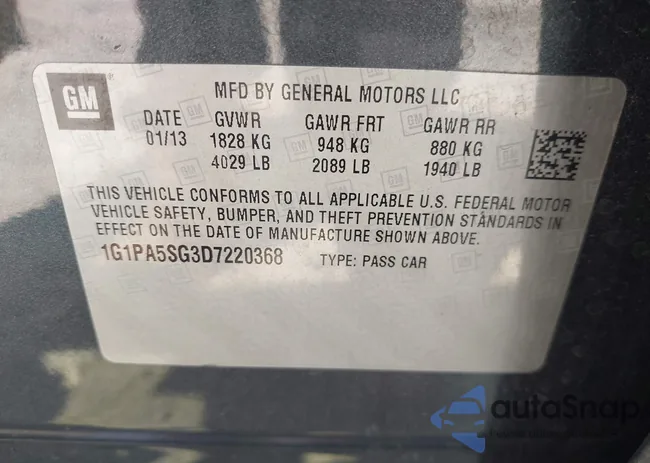 GM
MFD BY GENERAL MOTORS LLC
DATE GVWR GAWR FRT GAWR RR
01/13 1828 KG 948 KG 880 KG
4029 LB 2089 LB 1940 LB
THIS VEHICLE CONFORMS TO ALL APPLICABLE U.S. FEDERAL MOTOR
VEHICLE SAFETY, BUMPER, AND THEFT PREVENTION STANDARDS IN
EFFECT ON THE DATE OF MANUFACTURE SHOWN ABOVE.
1G1PA5SG3D7220368 TYPE: PASS CAR
autoSnap